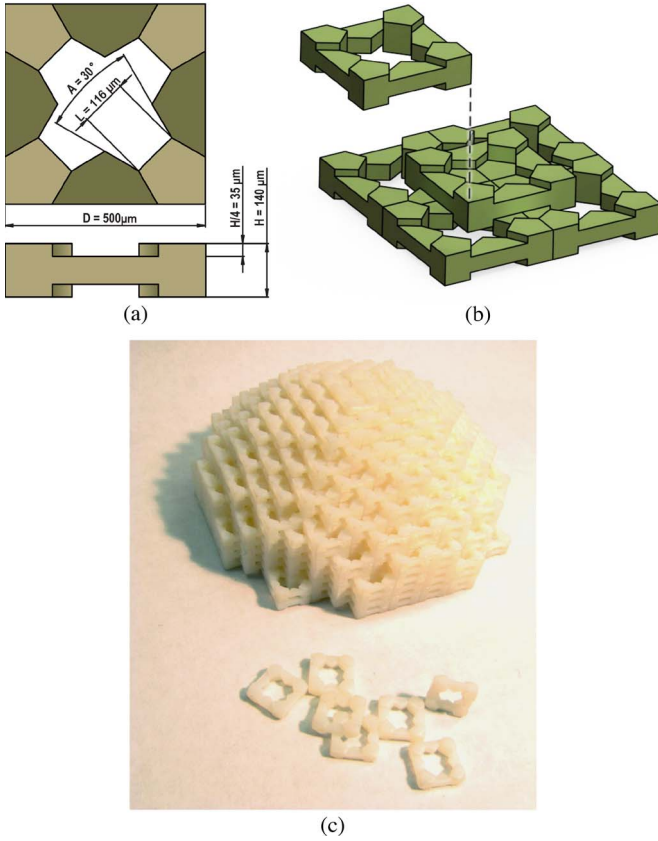 A = 30°
L = 116 µm
D = 500µm
H/4 = 35 µm
H = 140 µm
(a)
(b)
(c)